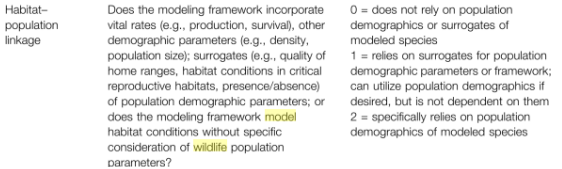 Habitat–
population
linkage
Does the modeling framework incorporate
vital rates (e.g., production, survival), other
demographic parameters (e.g., density,
population size); surrogates (e.g., quality of
home ranges, habitat conditions in critical
reproductive habitats, presence/absence)
of population demographic parameters; or
does the modeling framework model
habitat conditions without specific
consideration of wildlife population
parameters?
0 = does not rely on population
demographics or surrogates of
modeled species
1 = relies on surrogates for population
demographic parameters or framework;
can utilize population demographics if
desired, but is not dependent on them
2 = specifically relies on population
demographics of modeled species